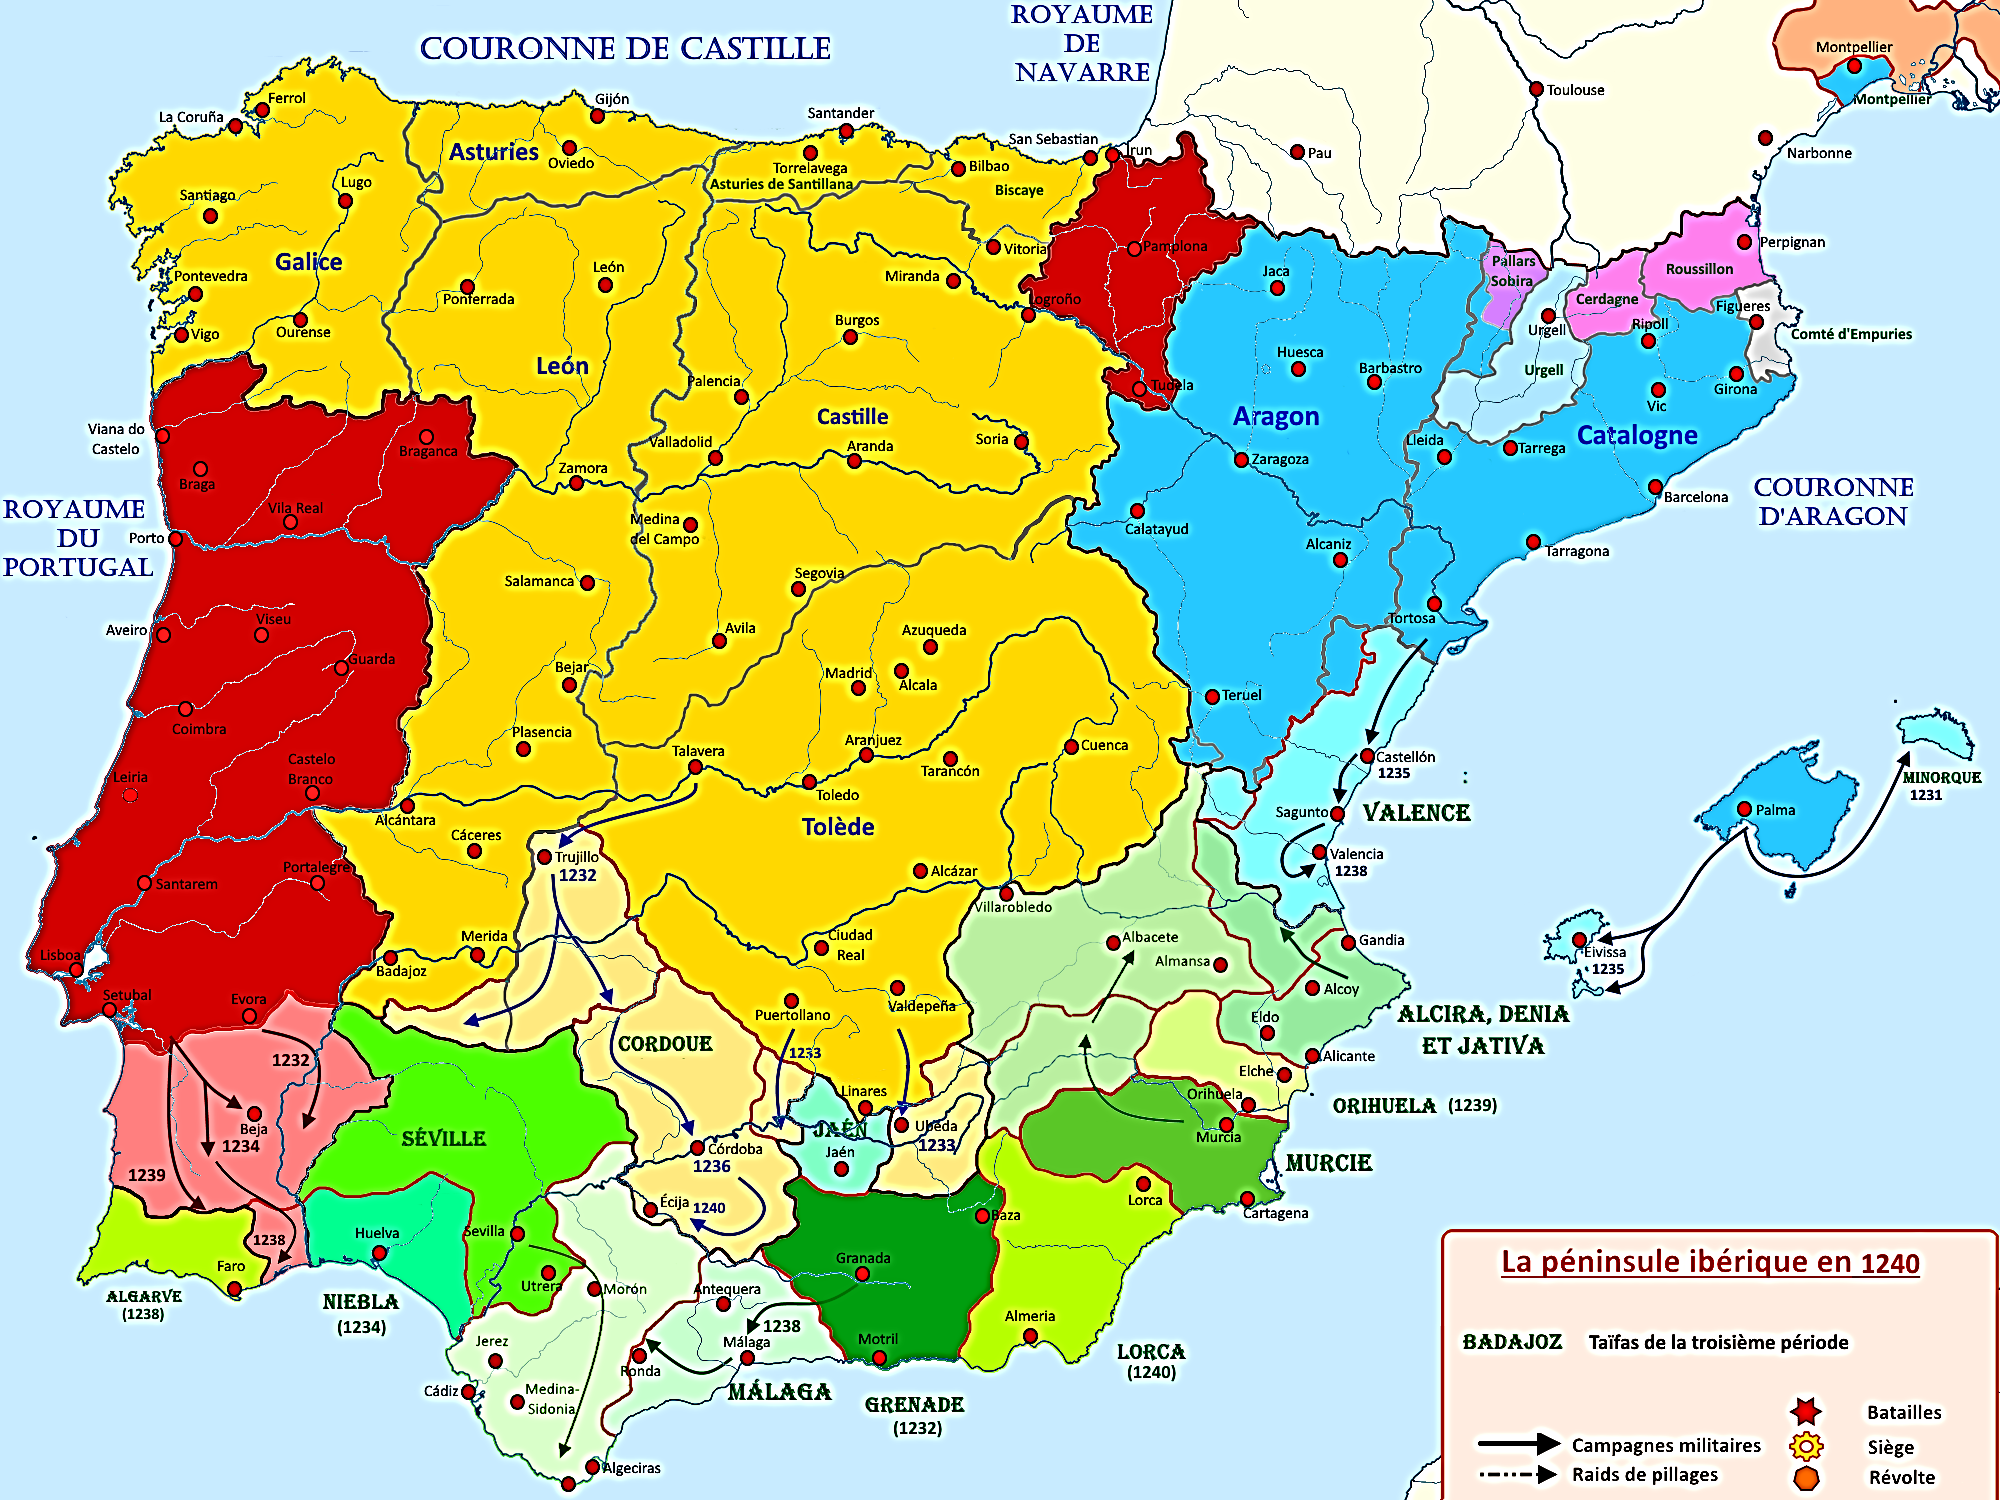 COURONNE DE CASTILLE
ROYAUME
DE
NAVARRE
Montpellier
Montpellier
Toulouse
Narbonne
Pau
Perpignan
Ferrol
La Coruña
Gijón
Santander
San Sebastian
Irun
Asturies
Oviedo
Torrelavega
Asturies de Santillana
Bilbao
Biscaye
Lugo
Santiago
Galice
Pontevedra
Vigo
Ourense
Ponferrada
León
León
Vitoria
Miranda
Pamplona
Logroño
Burgos
Palencia
Castille
Tudela
Jaca
Huesca
Barbastro
Aragon
Pallars
Sobira
Urgell
Urgell
Cerdagne
Roussillon
Ripoll
Figueres
Comté d'Empuries
Girona
Vic
Catalogne
Lleida
Tarrega
Barcelona
COURONNE
D'ARAGON
Tarragona
Tortosa
Viana do
Castelo
Braganca
Braga
Vila Real
Porto
ROYAUME
DU
PORTUGAL
Zamora
Valladolid
Aranda
Soria
Medina
del Campo
Zaragoza
Calatayud
Alcaniz
Salamanca
Segovia
Avila
Azuqueda
Madrid
Alcala
Aveiro
Viseu
Guarda
Coimbra
Bejar
Plasencia
Teruel
Cuenca
Talavera
Aranjuez
Tarancón
Toledo
Tolède
Leiria
Castelo
Branco
Alcántara
Cáceres
Trujillo
1232
Alcázar
Villarobledo
Castellón
1235
Sagunto
VALENCE
Valencia
1238
Palma
MINORQUE
1231
Eivissa
1235
Santarem
Portalegre
Lisboa
Setubal
Evora
Badajoz
Merida
Ciudad
Real
Puertollano
Valdepeña
Albacete
Almansa
Gandia
Alcoy
Eldo
Alicante
ALCIRA, DENIA
ET JATIVA
Elche
Orihuela
ORIHUELA (1239)
Murcia
MURCIE
Cartagena
Lorca
CORDOUE
1233
Linares
JAÉN
Jaén
Ubeda
1233
Córdoba
1236
Écija
1240
1232
Beja
1234
1239
1238
SÉVILLE
Sevilla
Utrera
Huelva
Faro
ALGARVE
(1238)
NIEBLA
(1234)
Morón
Jerez
Cádiz
Medina-
Sidonia
Algeciras
Antequera
1238
Málaga
Ronda
MÁLAGA
Granada
Baza
Motril
GRENADE
(1232)
Almeria
LORCA
(1240)
La péninsule ibérique en 1240
BADAJOZ Taïfas de la troisième période
Batailles
Campagnes militaires
Siège
Raids de pillages
Révolte